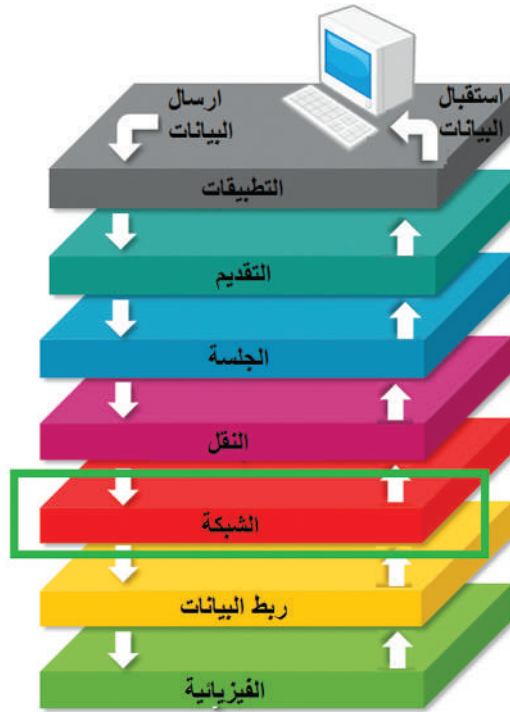 استقبال
البيانات
ارسال
البيانات
التطبيقات
التقديم
الجلسة
النقل
الشبكة
ربط البيانات
الفيزيائية